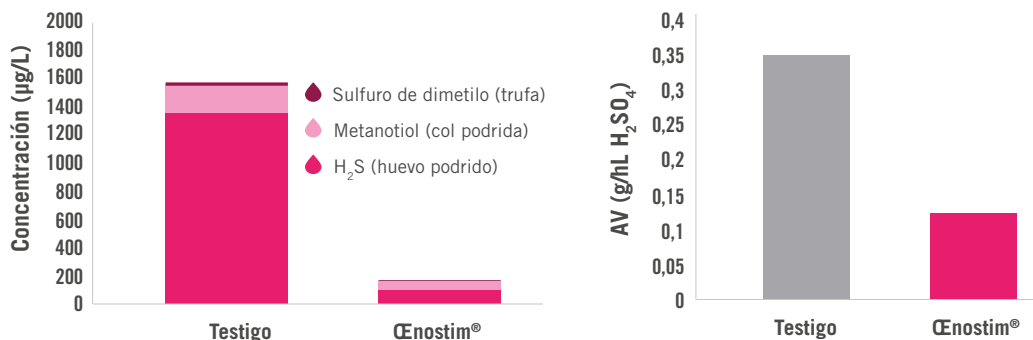 Concentración (µg/L)
2000
1800
1600
1400
1200
1000
800
600
400
200
0
Sulfuro de dimetilo (trufa)
Metanotiol (col podrida)
H₂S (huevo podrido)
Testigo
Œnostim®
AV (g/hL H₂SO₄)
0,4
0,35
0,3
0,25
0,2
0,15
0,1
0,05
0
Testigo
Œnostim®